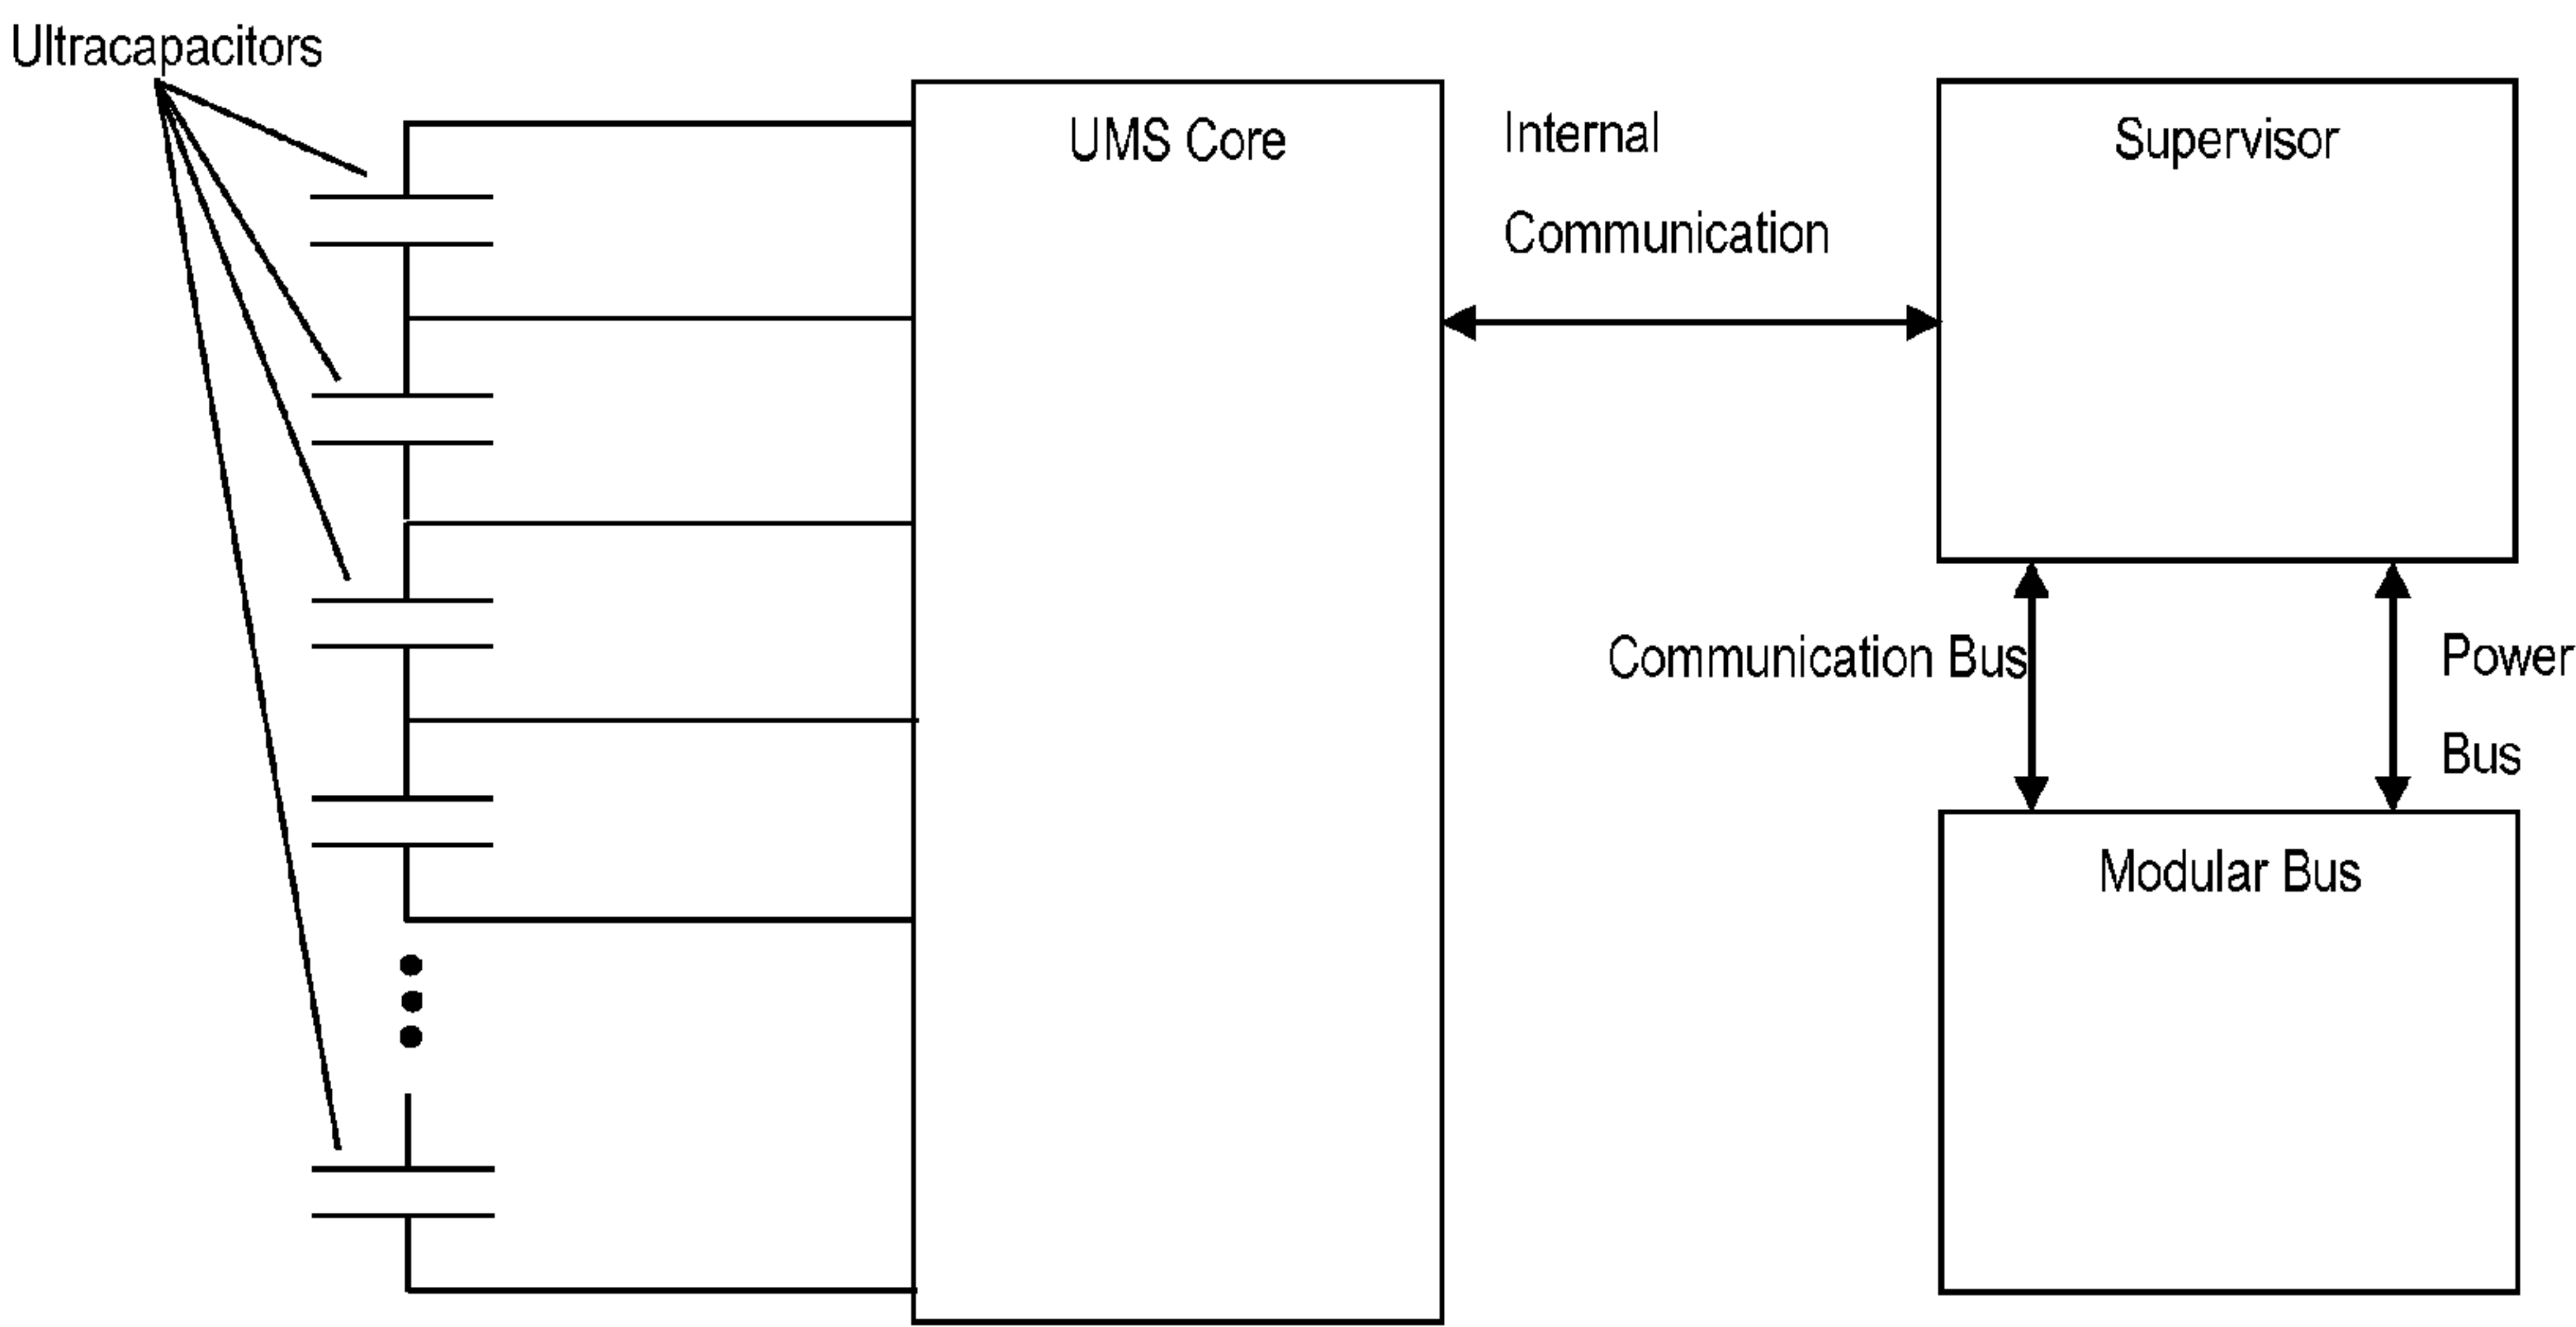 Ultracapacitors
UMS Core
Internal
Communication
Supervisor
Communication Bus
Power
Bus
Modular Bus